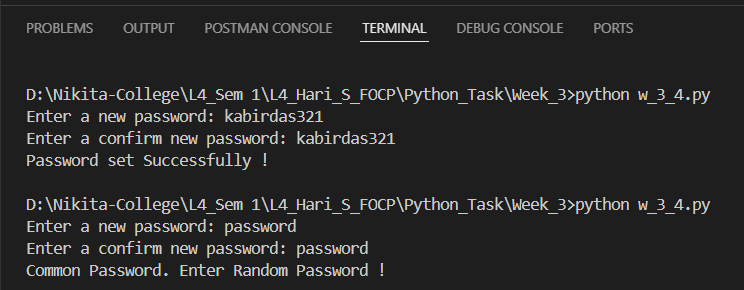 PROBLEMS OUTPUT POSTMAN CONSOLE TERMINAL DEBUG CONSOLE PORTS
D:\Nikita-College\L4_Sem 1\L4_Hari_S_FOCP\Python_Task\Week_3>python w_3_4.py
Enter a new password: kabirdas321
Enter a confirm new password: kabirdas321
Password set Successfully !
D:\Nikita-College\L4_Sem 1\L4_Hari_S_FOCP\Python_Task\Week_3>python w_3_4.py
Enter a new password: password
Enter a confirm new password: password
Common Password. Enter Random Password !